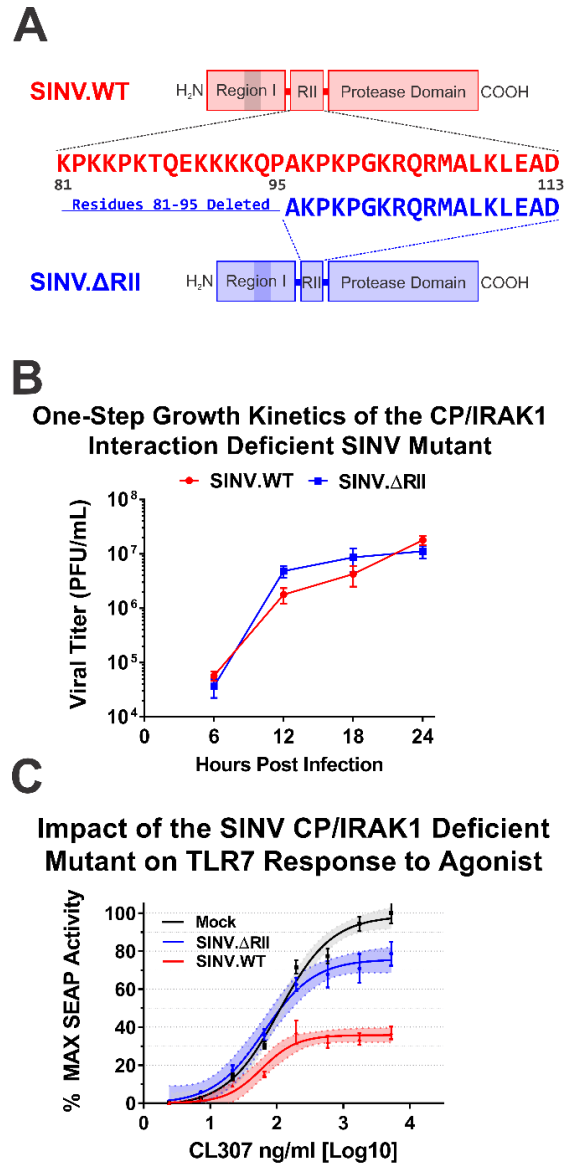 A
SINV.WT
H2N Region I RII Protease Domain COOH
KPKKPKTQEKKKKQPAKPKPGKRQRMALKLEAD
81 95 113
Residues 81-95 Deleted AKPKPGKRQRMALKLEAD
SINV.ΔRII
H2N Region I RII Protease Domain COOH
B
One-Step Growth Kinetics of the CP/IRAK1
Interaction Deficient SINV Mutant
SINV.WT SINV.ΔRII
Viral Titer (PFU/mL)
10^8
10^7
10^6
10^5
10^4
0 6 12 18 24
Hours Post Infection
C
Impact of the SINV CP/IRAK1 Deficient
Mutant on TLR7 Response to Agonist
% MAX SEAP Activity
100
80
60
40
20
0
Mock
SINV.ΔRII
SINV.WT
0 1 2 3 4
CL307 ng/ml [Log10]